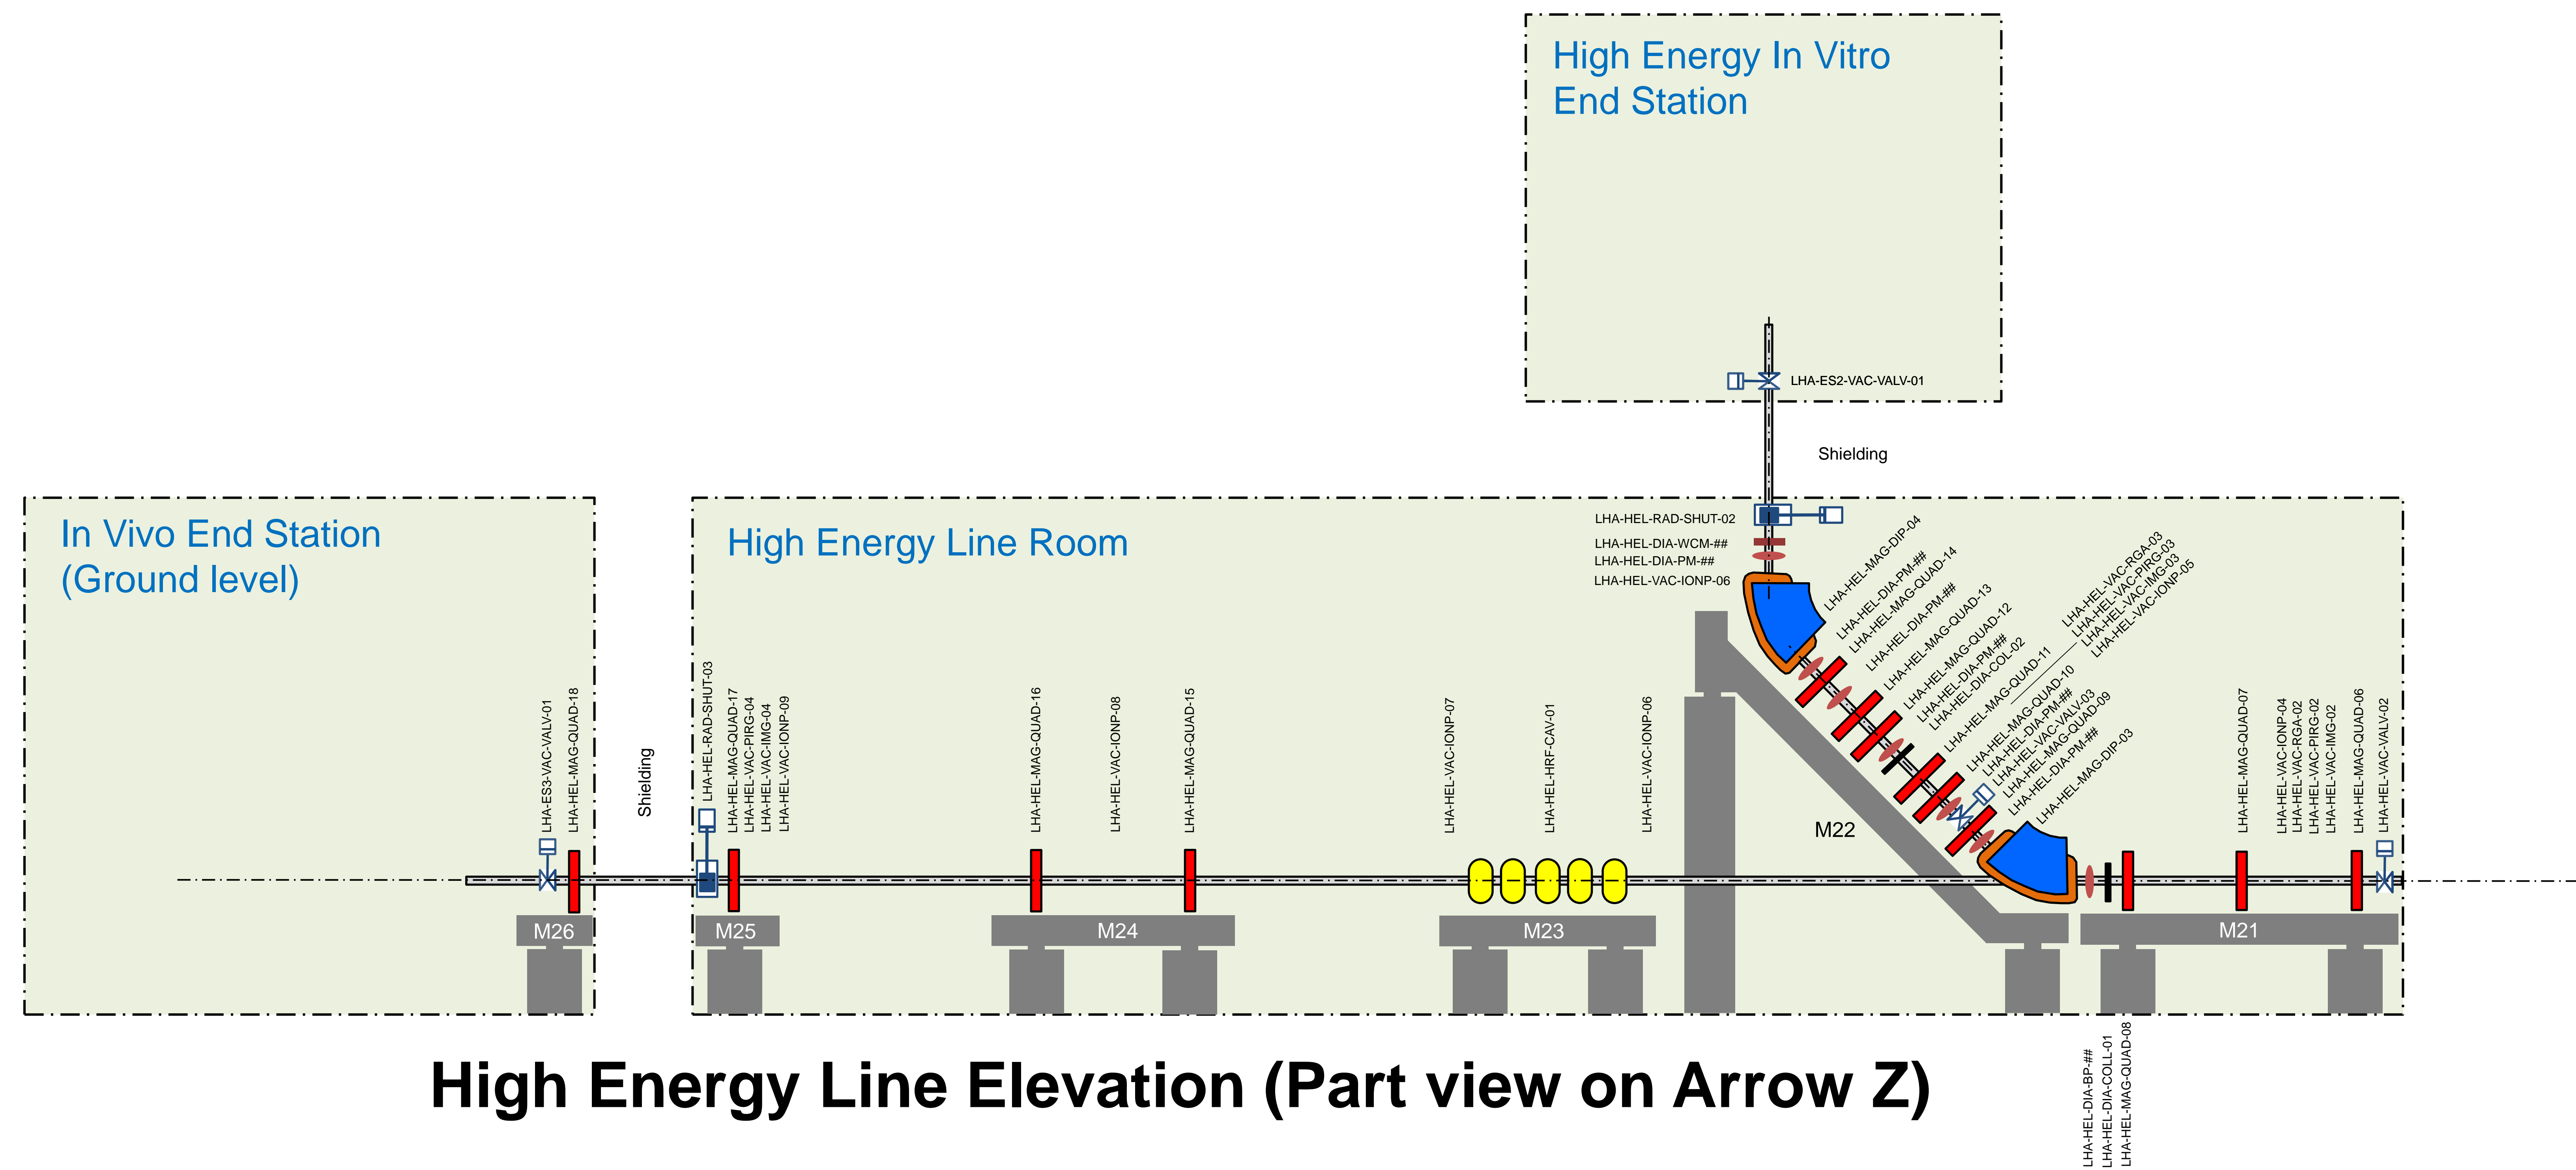 High Energy In Vitro
End Station
LHA-ES2-VAC-VALV-01
Shielding
In Vivo End Station
(Ground level)
High Energy Line Room
LHA-HEL-RAD-SHUT-02
LHA-HEL-DIA-WCM-##
LHA-HEL-DIA-PM-##
LHA-HEL-VAC-IONP-06
LHA-HEL-MAG-DIP-04
LHA-HEL-DIA-PM-##
LHA-HEL-MAG-QUAD-14
LHA-HEL-DIA-PM-##
LHA-HEL-MAG-QUAD-13
LHA-HEL-MAG-QUAD-12
LHA-HEL-DIA-PM-##
LHA-HEL-DIA-COL-02
LHA-HEL-MAG-QUAD-11
LHA-HEL-VAC-RGA-03
LHA-HEL-VAC-PIRG-03
LHA-HEL-VAC-IMG-03
LHA-HEL-VAC-IONP-05
LHA-HEL-MAG-QUAD-10
LHA-HEL-DIA-PM-##
LHA-HEL-VAC-VALV-03
LHA-HEL-MAG-QUAD-09
LHA-HEL-DIA-PM-##
LHA-HEL-MAG-DIP-03
LHA-ES3-VAC-VALV-01
LHA-HEL-MAG-QUAD-18
Shielding
LHA-HEL-RAD-SHUT-03
LHA-HEL-MAG-QUAD-17
LHA-HEL-VAC-PIRG-04
LHA-HEL-VAC-IMG-04
LHA-HEL-VAC-IONP-09
LHA-HEL-MAG-QUAD-16
LHA-HEL-VAC-IONP-08
LHA-HEL-MAG-QUAD-15
LHA-HEL-VAC-IONP-07
LHA-HEL-HRF-CAV-01
LHA-HEL-VAC-IONP-06
LHA-HEL-MAG-QUAD-07
LHA-HEL-VAC-IONP-04
LHA-HEL-VAC-RGA-02
LHA-HEL-VAC-PIRG-02
LHA-HEL-VAC-IMG-02
LHA-HEL-MAG-QUAD-06
LHA-HEL-VAC-VALV-02
M22
M26
M25
M24
M23
M21
LHA-HEL-DIA-BP-##
LHA-HEL-DIA-COLL-01
LHA-HEL-MAG-QUAD-08
High Energy Line Elevation (Part view on Arrow Z)